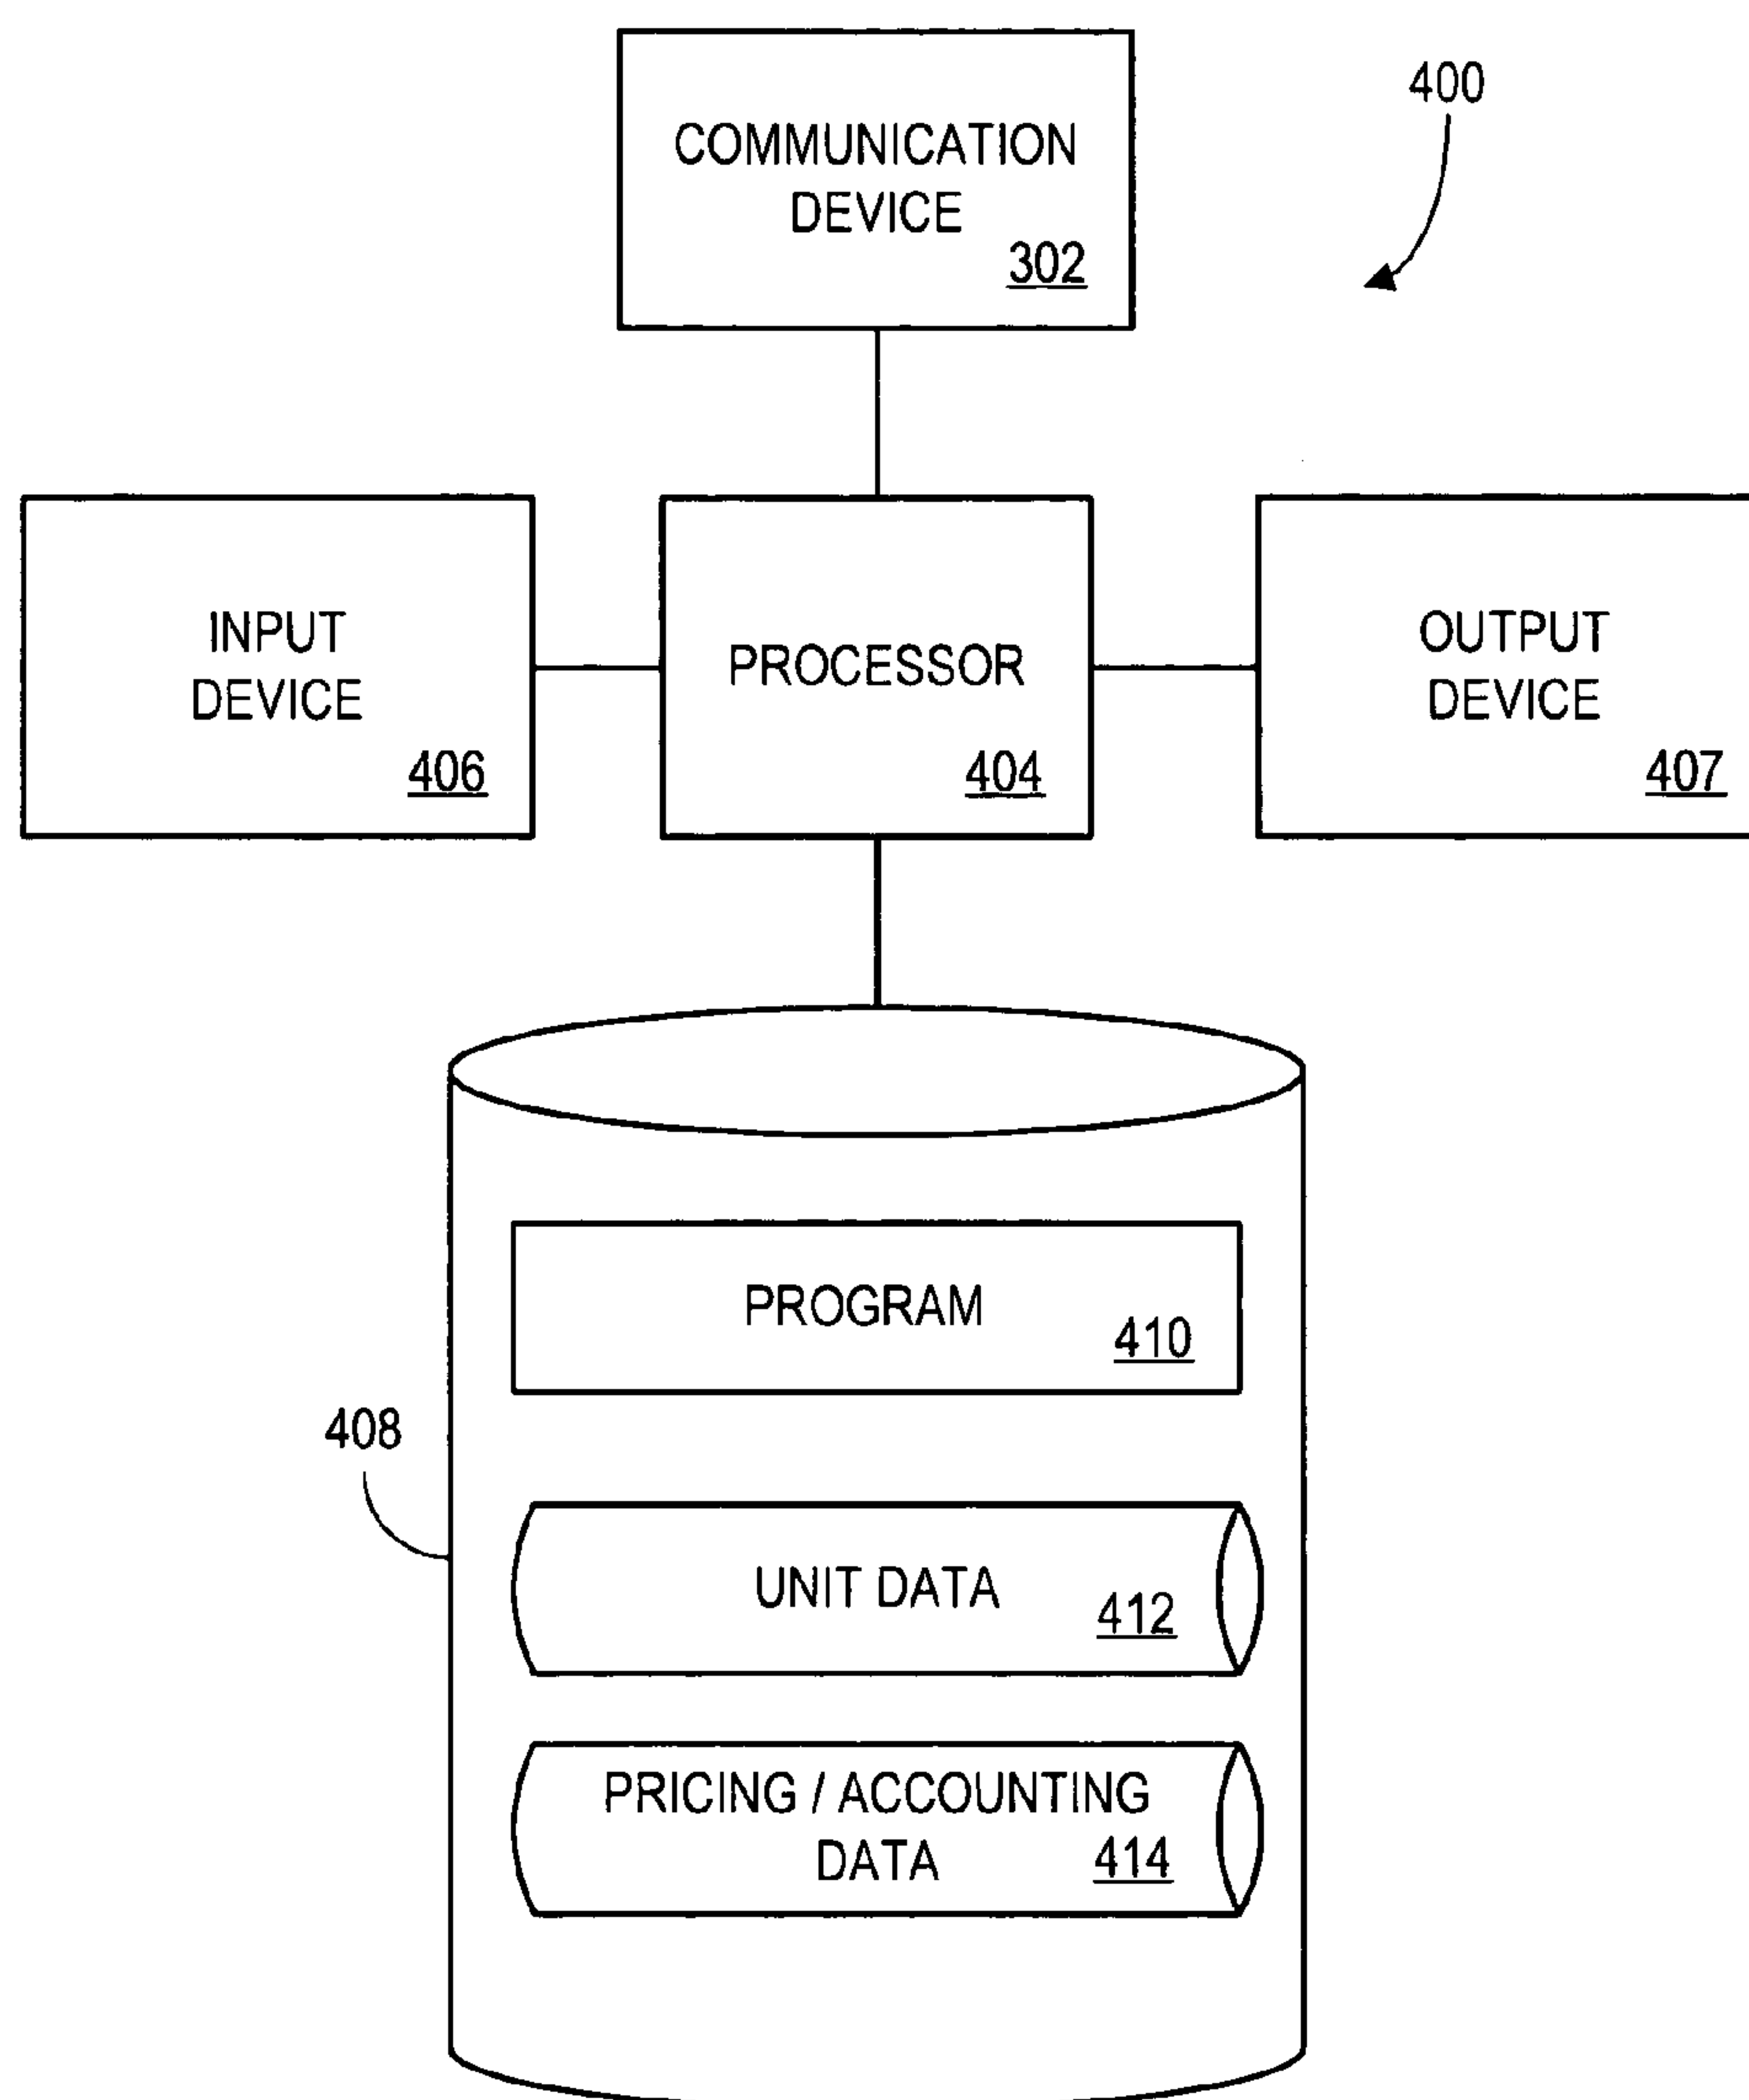 400
COMMUNICATION
DEVICE
302
INPUT
DEVICE
406
PROCESSOR
404
OUTPUT
DEVICE
407
PROGRAM
410
408
UNIT DATA
412
PRICING / ACCOUNTING
DATA
414